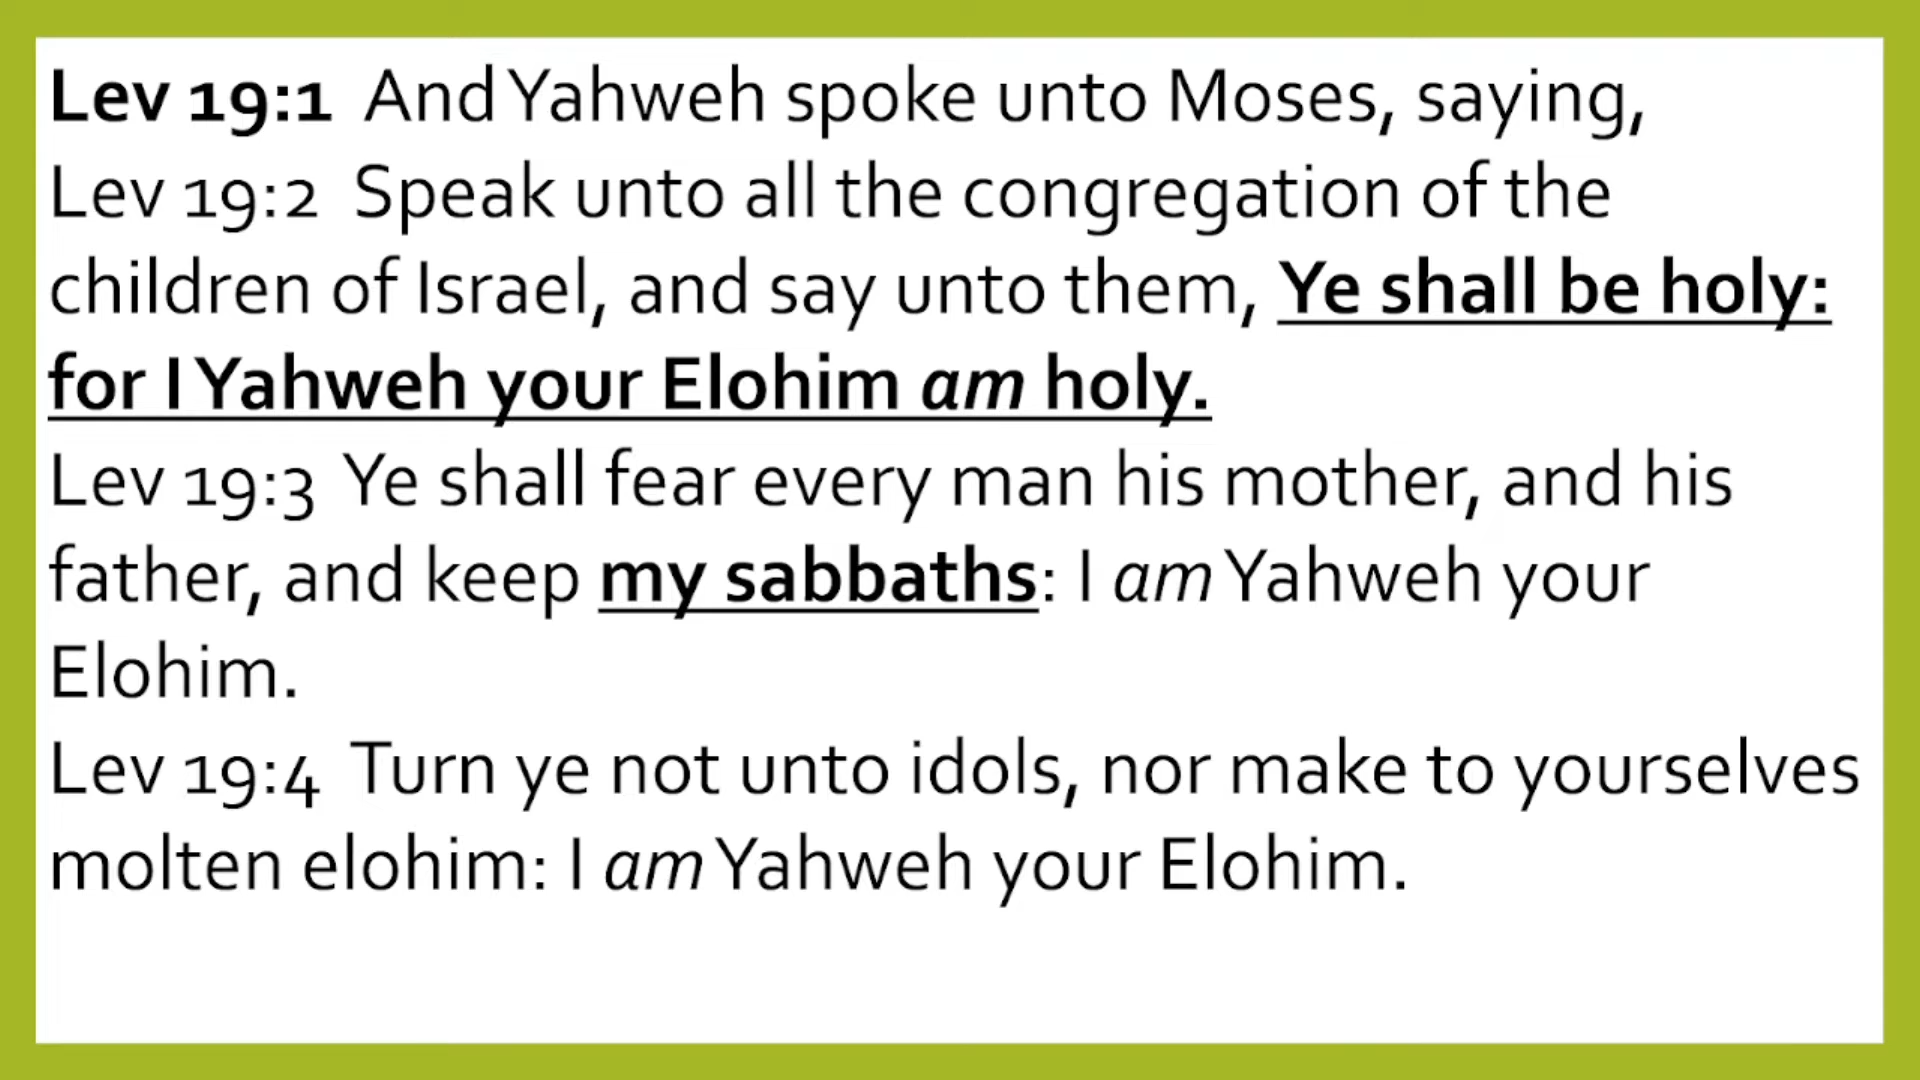 Lev 19:1 And Yahweh spoke unto Moses, saying,
Lev 19:2 Speak unto all the congregation of the
children of Israel, and say unto them, Ye shall be holy:
for I Yahweh your Elohim am holy.
Lev 19:3 Ye shall fear every man his mother, and his
father, and keep my sabbaths: I am Yahweh your
Elohim.
Lev 19:4 Turn ye not unto idols, nor make to yourselves
molten elohim: I am Yahweh your Elohim.